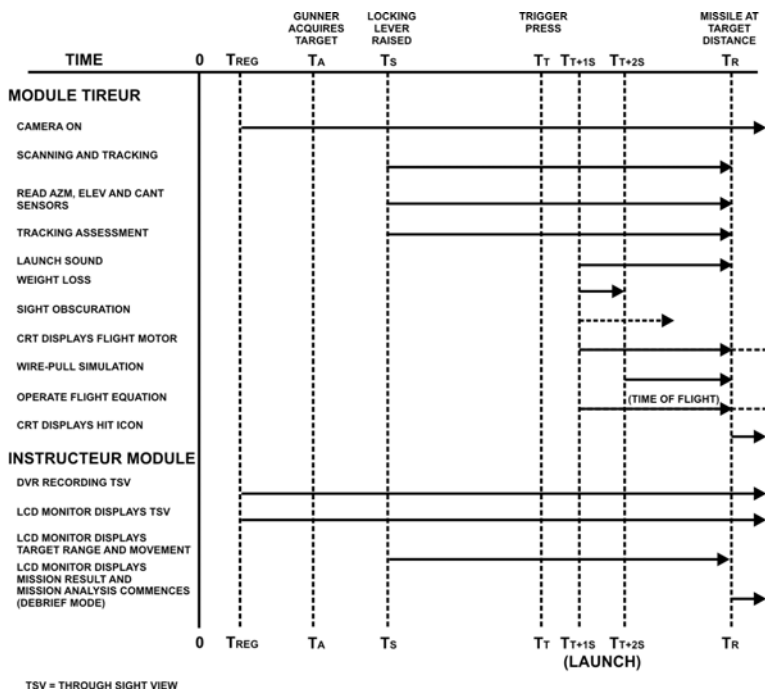 GUNNER ACQUIRES TARGET
LOCKING LEVER RAISED
TRIGGER PRESS
MISSILE AT TARGET DISTANCE
TIME 0 TREG TA TS TT TT+1S TT+2S TR
MODULE TIREUR
CAMERA ON
SCANNING AND TRACKING
READ AZM, ELEV AND CANT
SENSORS
TRACKING ASSESSMENT
LAUNCH SOUND
WEIGHT LOSS
SIGHT OBSCURATION
CRT DISPLAYS FLIGHT MOTOR
WIRE-PULL SIMULATION
OPERATE FLIGHT EQUATION
(TIME OF FLIGHT)
CRT DISPLAYS HIT ICON
INSTRUCTEUR MODULE
DVR RECORDING TSV
LCD MONITOR DISPLAYS TSV
LCD MONITOR DISPLAYS
TARGET RANGE AND MOVEMENT
LCD MONITOR DISPLAYS
MISSION RESULT AND
MISSION ANALYSIS COMMENCES
(DEBRIEF MODE)
0 TREG TA TS TT TT+1S TT+2S TR
(LAUNCH)
TSV = THROUGH SIGHT VIEW